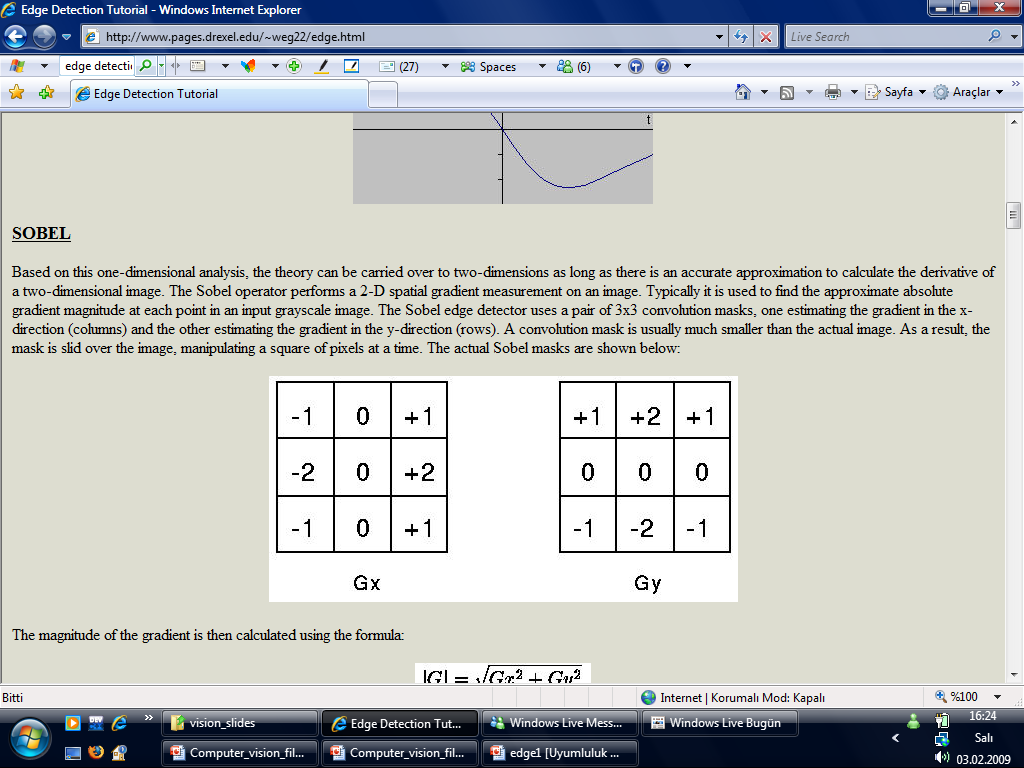 Edge Detection Tutorial - Windows Internet Explorer
http://www.pages.drexel.edu/~weg22/edge.html
Live Search
edge detecti
(27)
Spaces
(6)
Edge Detection Tutorial
Sayfa
Araçlar
t
SOBEL
Based on this one-dimensional analysis, the theory can be carried over to two-dimensions as long as there is an accurate approximation to calculate the derivative of
a two-dimensional image. The Sobel operator performs a 2-D spatial gradient measurement on an image. Typically it is used to find the approximate absolute
gradient magnitude at each point in an input grayscale image. The Sobel edge detector uses a pair of 3x3 convolution masks, one estimating the gradient in the x-
direction (columns) and the other estimating the gradient in the y-direction (rows). A convolution mask is usually much smaller than the actual image. As a result, the
mask is slid over the image, manipulating a square of pixels at a time. The actual Sobel masks are shown below:
-1 0 +1 +1 +2 +1
-2 0 +2 0 0 0
-1 0 +1 -1 -2 -1
Gx Gy
The magnitude of the gradient is then calculated using the formula:
|G| = √Gx² + Gy²
Bitti
Internet | Korumalı Mod: Kapalı
%100
vision_slides
Edge Detection Tut...
Windows Live Mess...
Windows Live Bugün
16:24
Salı
03.02.2009
Computer_vision_fil...
Computer_vision_fil...
edge1 [Uyumluluk ...